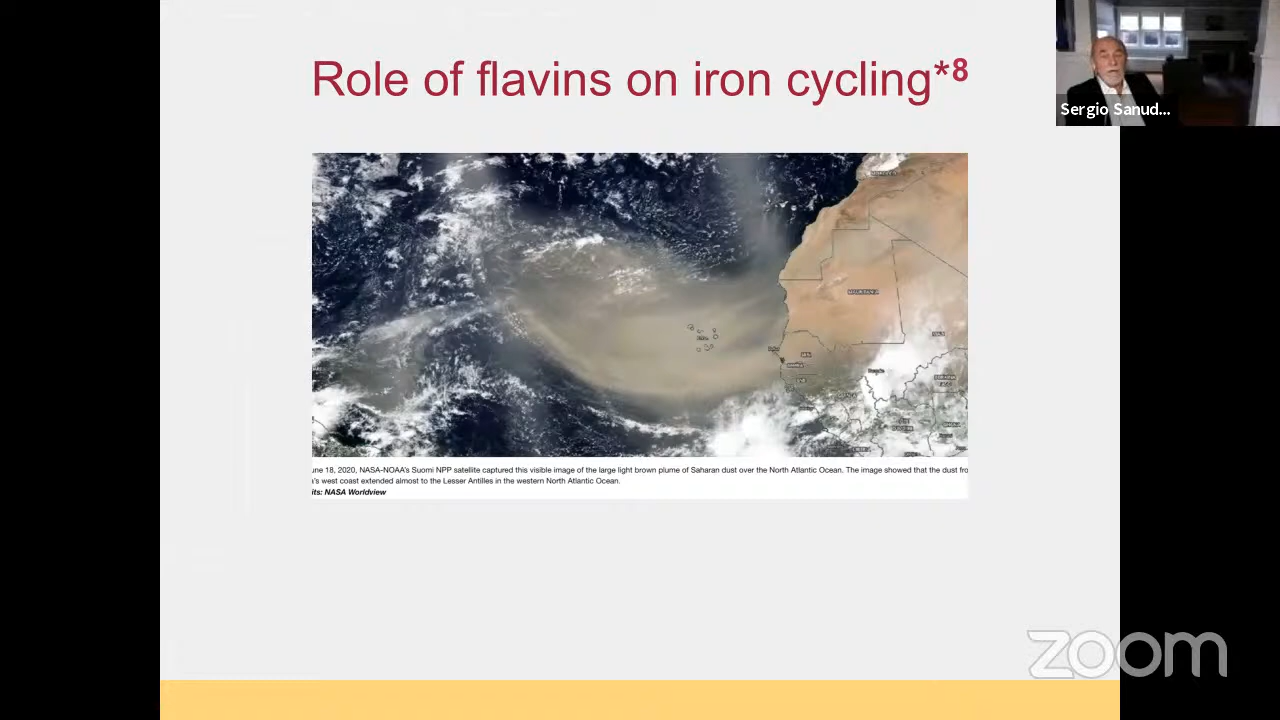 Role of flavins on iron cycling*8
Sergio Sanud...
une 18, 2020, NASA-NOAA's Suomi NPP satellite captured this visible image of the large light brown plume of Saharan dust over the North Atlantic Ocean. The image showed that the dust fro
's west coast extended almost to the Lesser Antilles in the western North Atlantic Ocean.
its: NASA Worldview
zoom